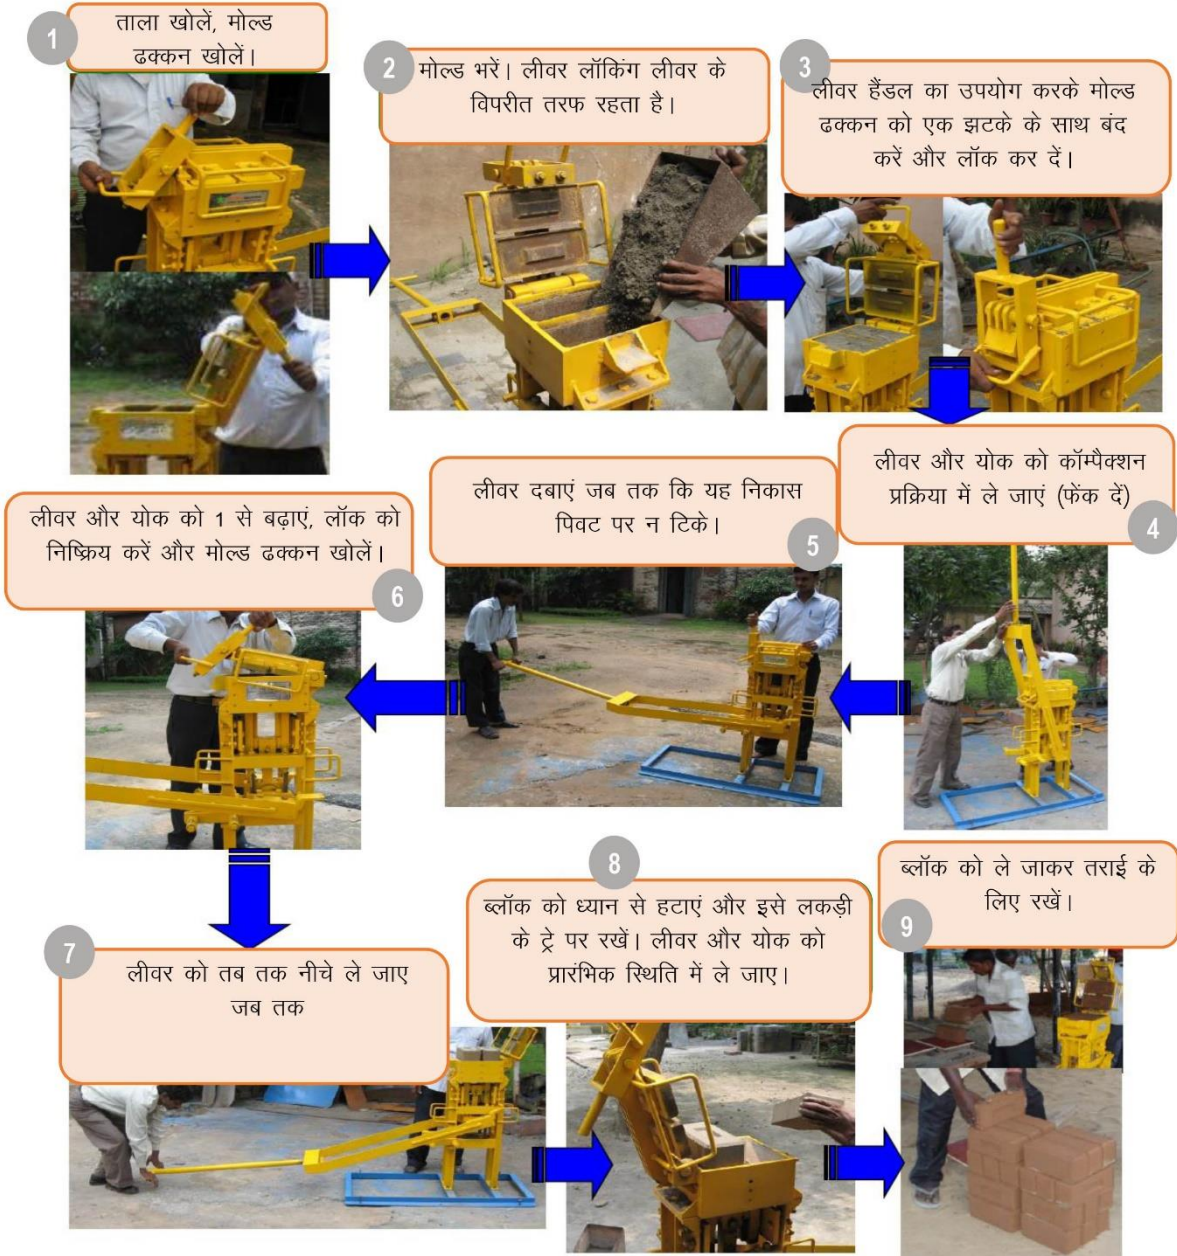 1
ताला खोलें, मोल्ड
ढक्कन खोलें।
2
मोल्ड भरें। लीवर लॉकिंग लीवर के
विपरीत तरफ रहता है।
3
लीवर हैंडल का उपयोग करके मोल्ड
ढक्कन को एक झटके के साथ बंद
करें और लॉक कर दें।
लीवर और योक को कॉम्पैक्शन
प्रक्रिया में ले जाएं (फेंक दें)
4
लीवर दबाएं जब तक कि यह निकास
पिवट पर न टिके।
5
लीवर और योक को 1 से बढ़ाएं, लॉक को
निष्क्रिय करें और मोल्ड ढक्कन खोलें।
6
7
लीवर को तब तक नीचे ले जाए
जब तक
8
ब्लॉक को ध्यान से हटाएं और इसे लकड़ी
के ट्रे पर रखें। लीवर और योक को
प्रारंभिक स्थिति में ले जाए।
ब्लॉक को ले जाकर तराई के
लिए रखें।
9